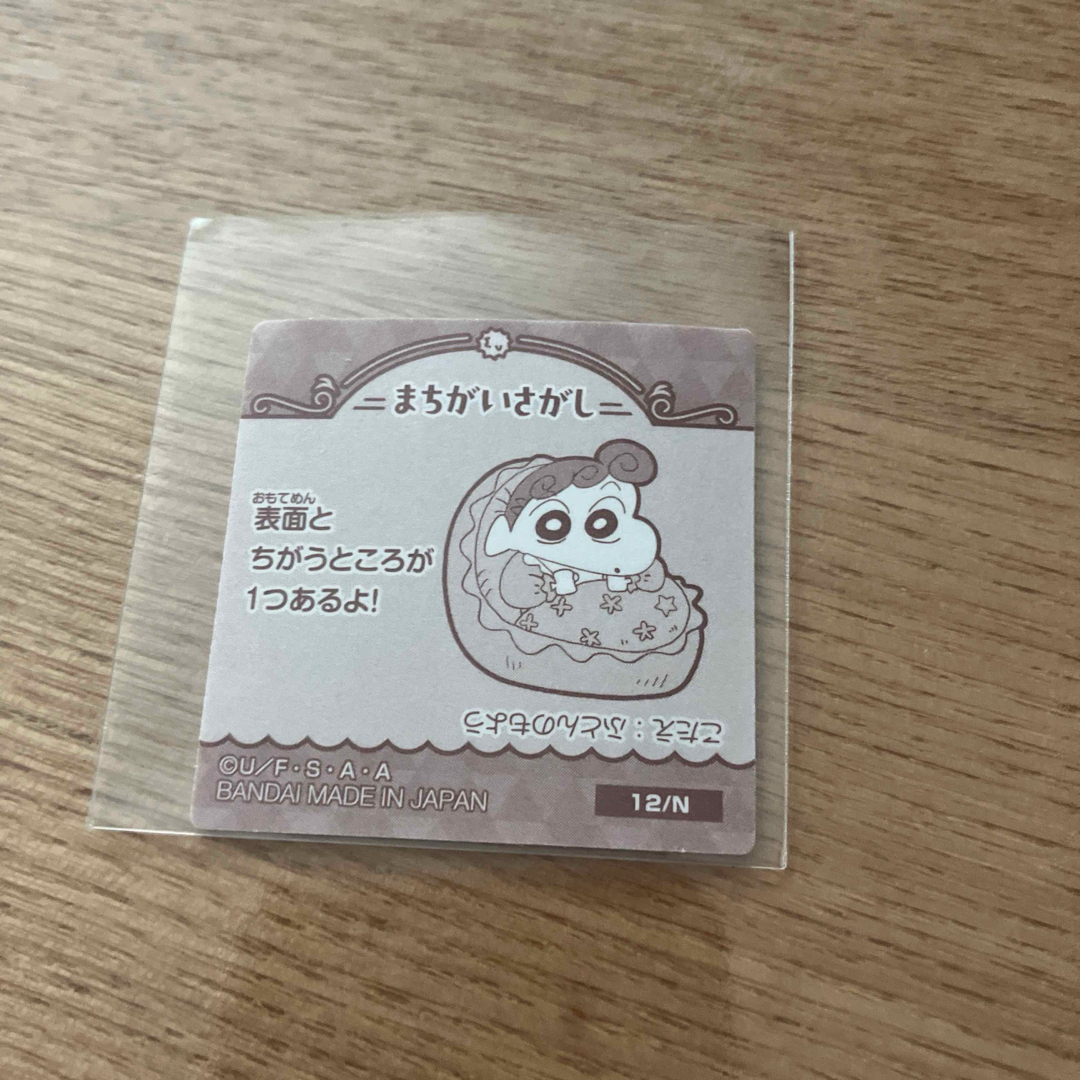 まちがいさがし
おもてめん
表面と
ちがうところが
1つあるよ!
こたえ:ふとんのもよう
©U/F・S・A・A
BANDAI MADE IN JAPAN
12/N